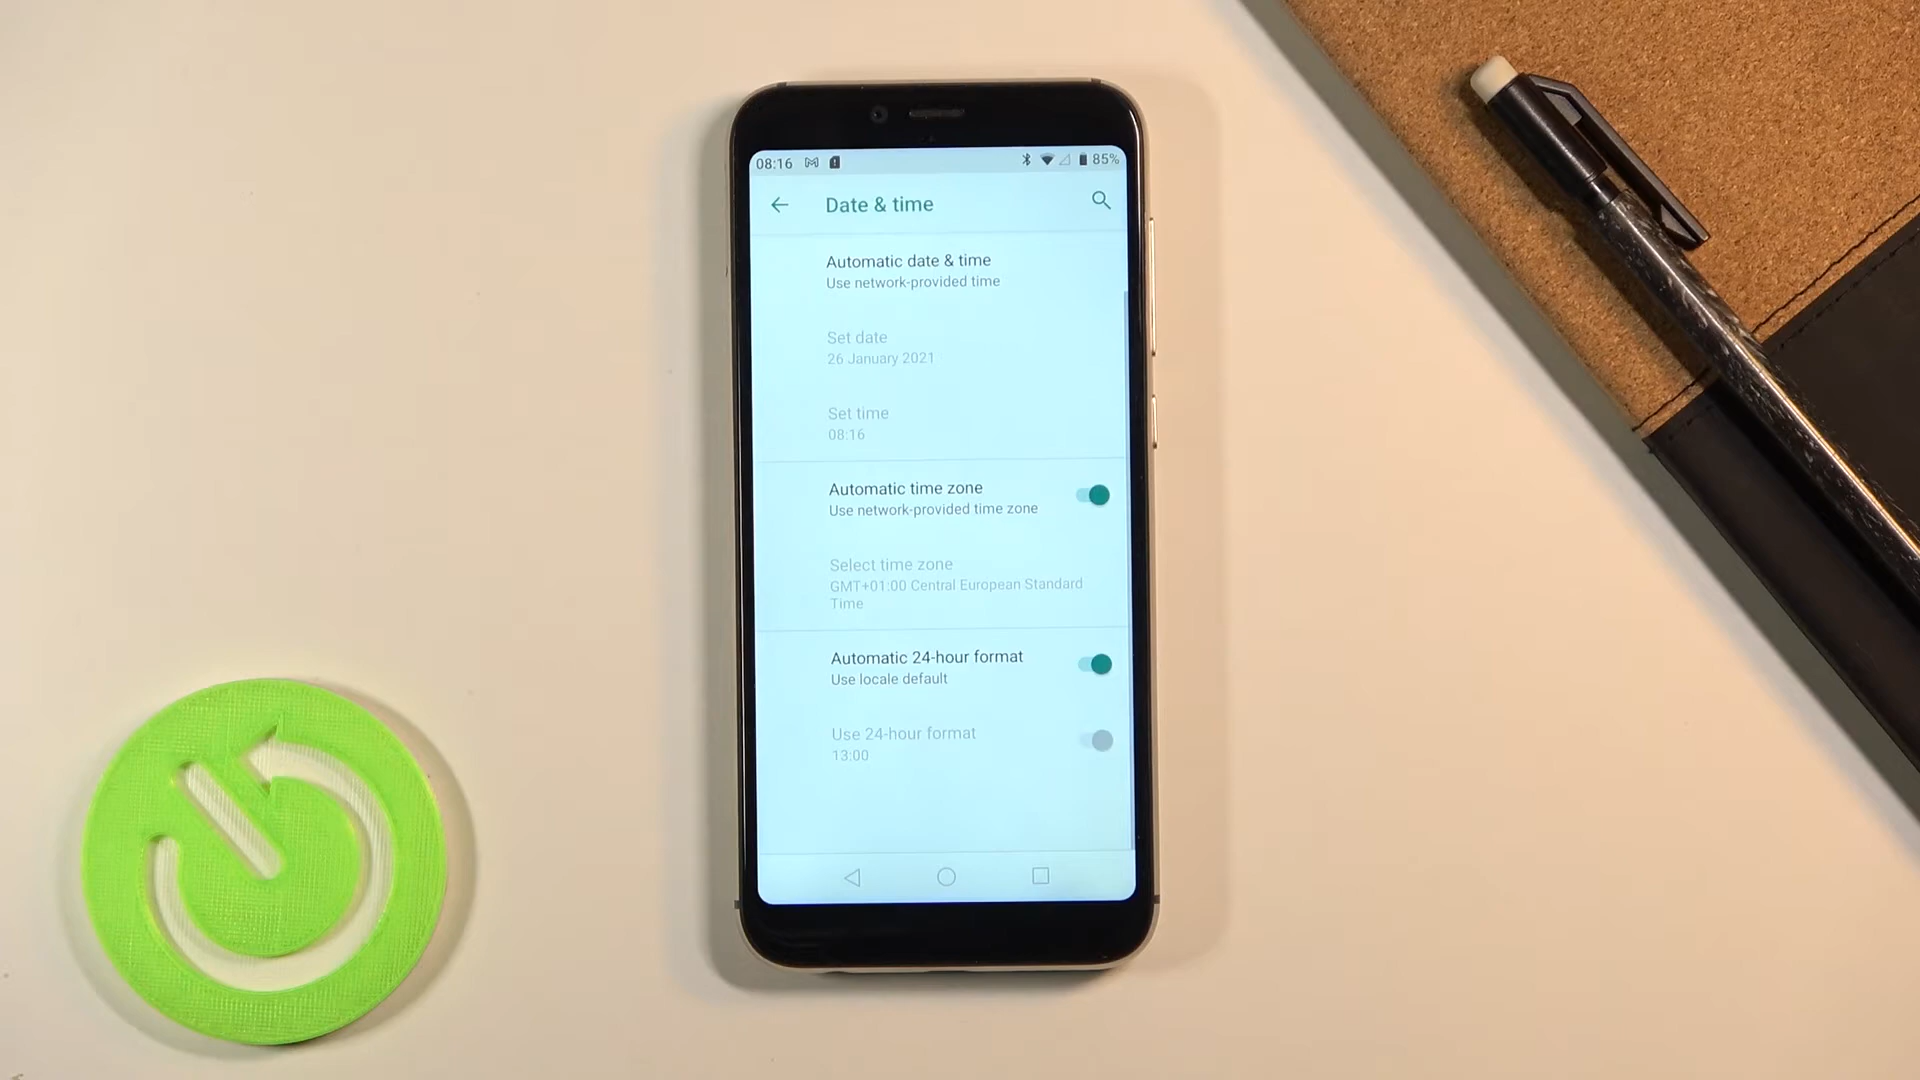 08:16 85%
Date & time
Automatic date & time
Use network-provided time
Set date
26 January 2021
Set time
08:16
Automatic time zone
Use network-provided time zone
Select time zone
GMT+01:00 Central European Standard
Time
Automatic 24-hour format
Use locale default
Use 24-hour format
13:00